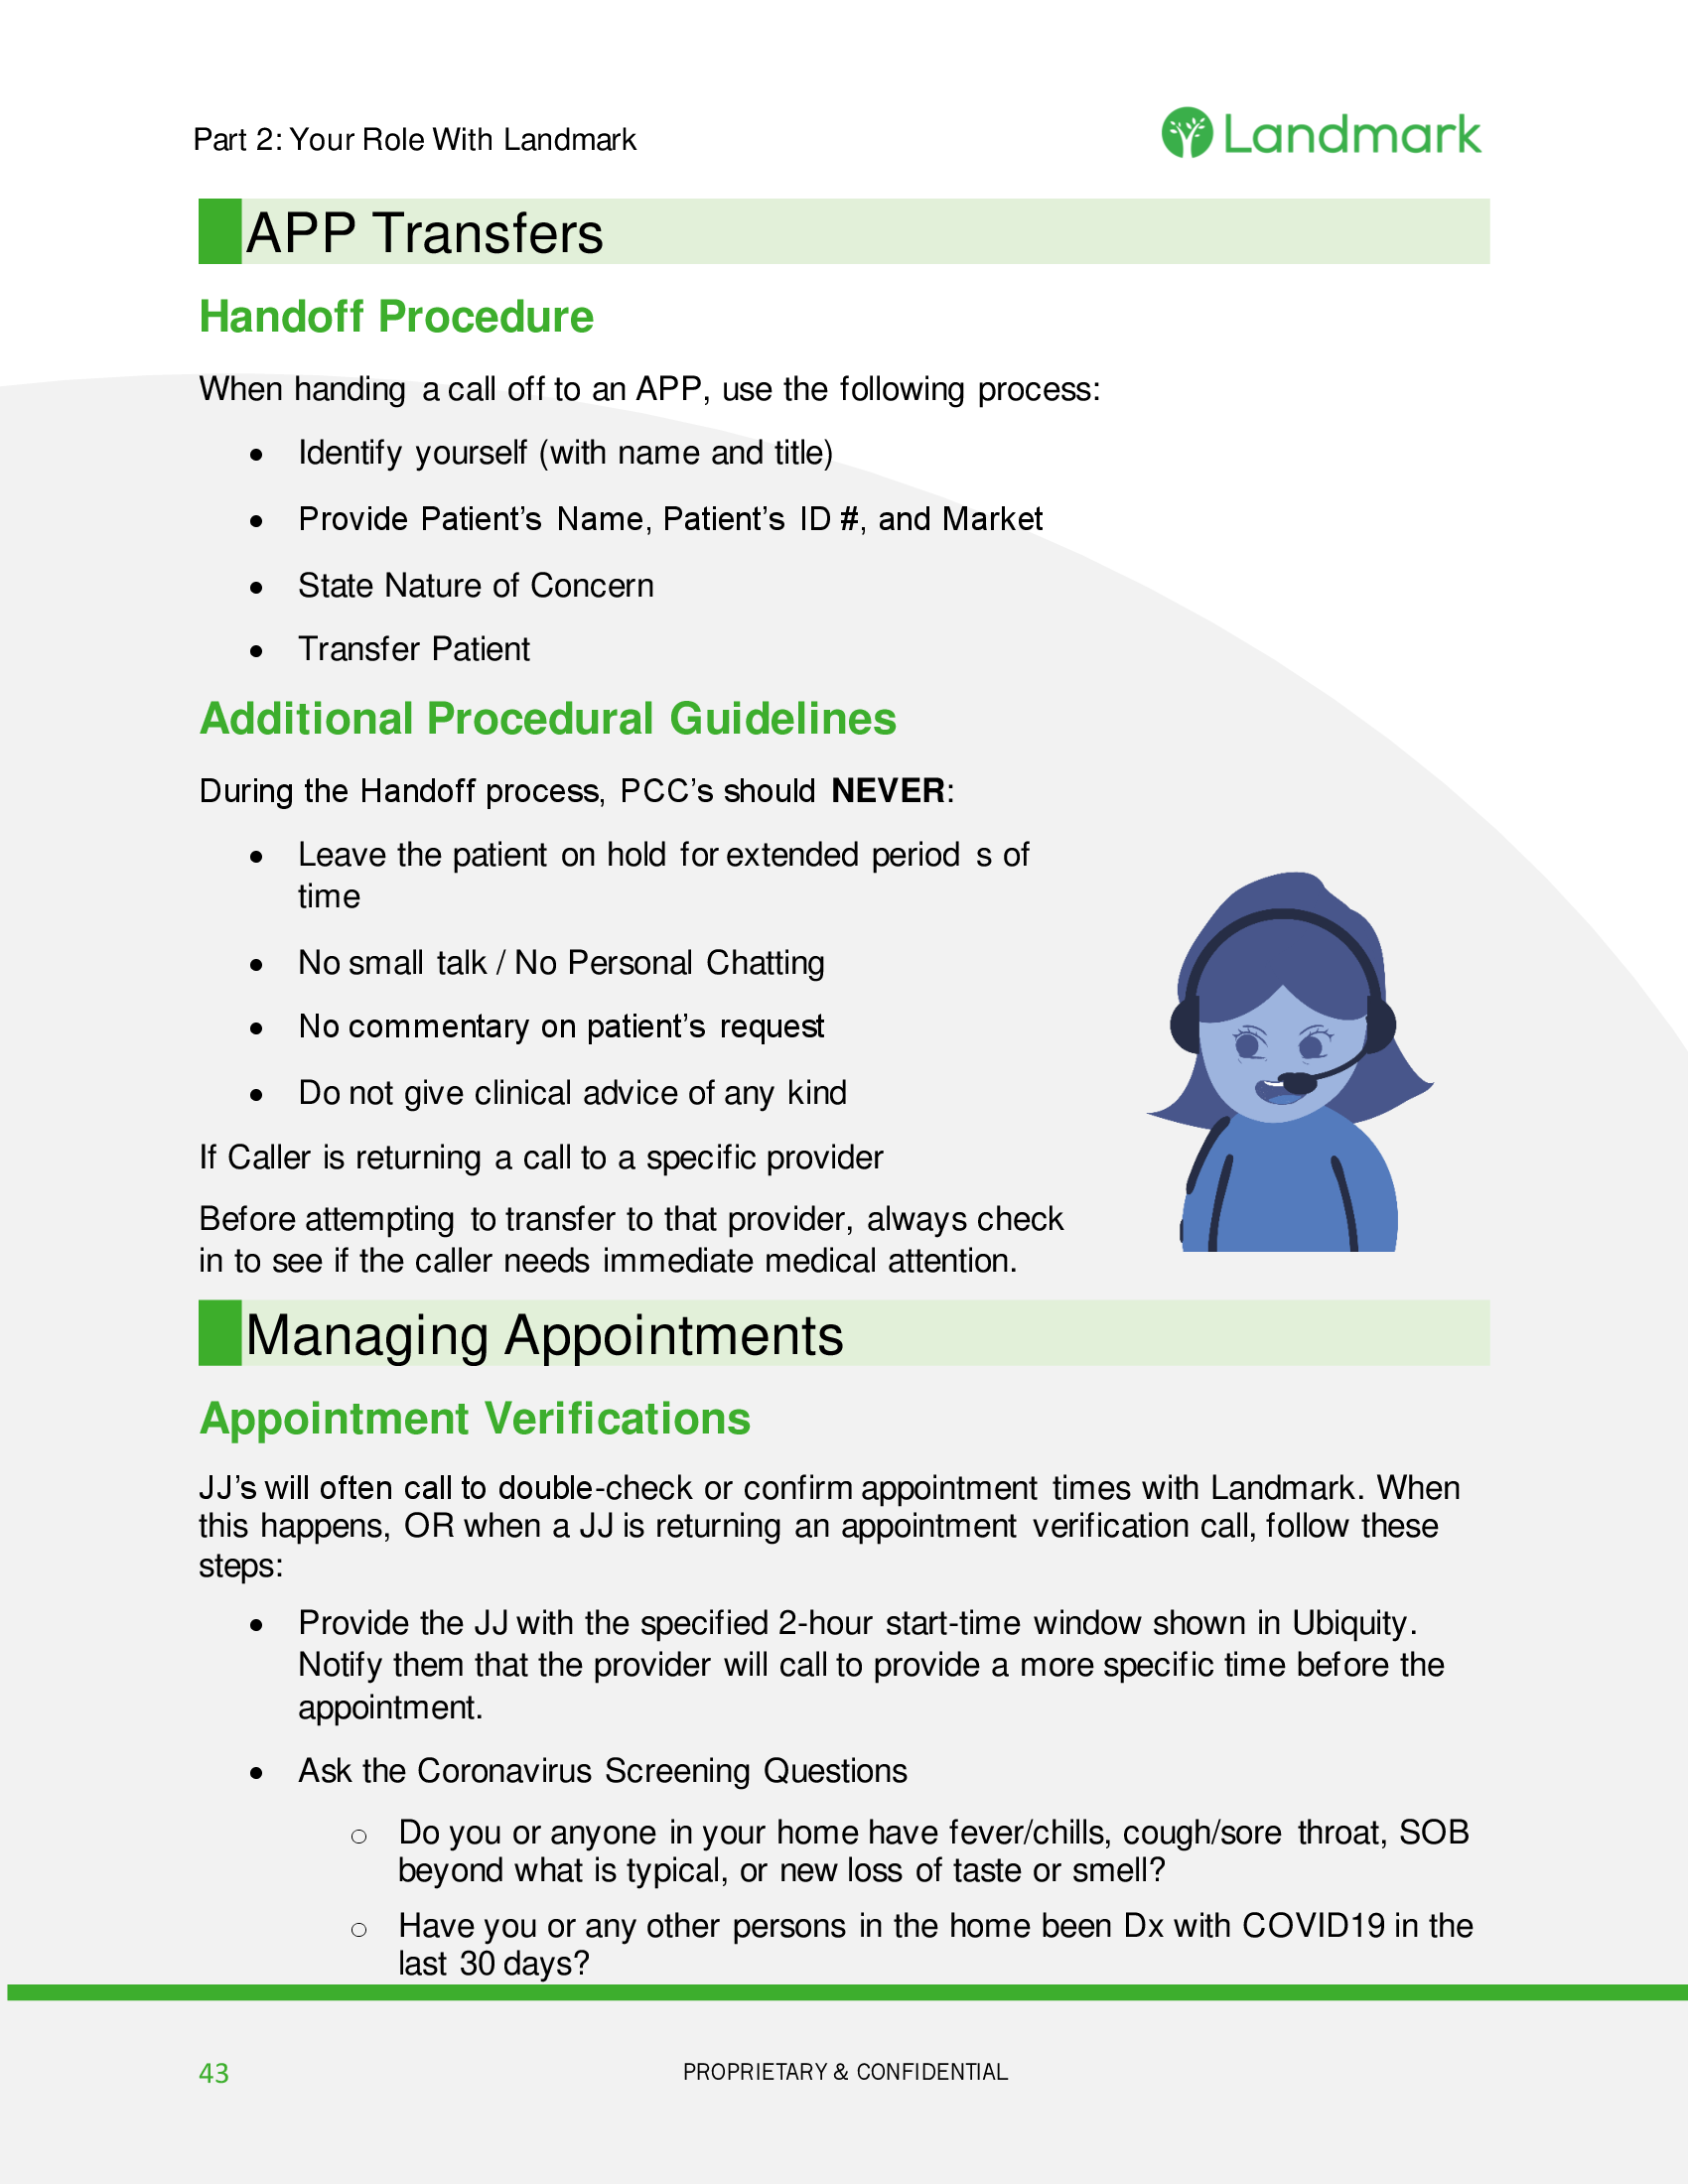 Part 2: Your Role With Landmark
Landmark
APP Transfers
Handoff Procedure
When handing a call off to an APP, use the following process:
• Identify yourself (with name and title)
• Provide Patient’s Name, Patient’s ID #, and Market
• State Nature of Concern
• Transfer Patient
Additional Procedural Guidelines
During the Handoff process, PCC’s should NEVER:
• Leave the patient on hold for extended period s of
time
• No small talk / No Personal Chatting
• No commentary on patient’s request
• Do not give clinical advice of any kind
If Caller is returning a call to a specific provider
Before attempting to transfer to that provider, always check
in to see if the caller needs immediate medical attention.
Managing Appointments
Appointment Verifications
JJ’s will often call to double-check or confirm appointment times with Landmark. When
this happens, OR when a JJ is returning an appointment verification call, follow these
steps:
• Provide the JJ with the specified 2-hour start-time window shown in Ubiquity.
Notify them that the provider will call to provide a more specific time before the
appointment.
• Ask the Coronavirus Screening Questions
○ Do you or anyone in your home have fever/chills, cough/sore throat, SOB
beyond what is typical, or new loss of taste or smell?
○ Have you or any other persons in the home been Dx with COVID19 in the
last 30 days?
43
PROPRIETARY & CONFIDENTIAL